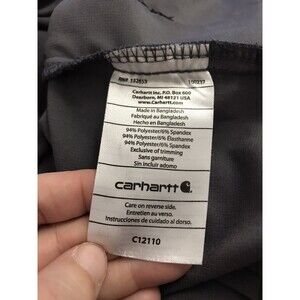 Carhartt Inc. P.O. Box 600
Dearborn, MI 48121 USA
www.Carhartt.com
Made in Bangladesh
Fabriqué au Bangladesh
Hecho en Bangladesh
94% Polyester/6% Spandex
94% Polyester/6% Élasthanne
94% Polyester/6% Spandex
Exclusive of trimming
Sans garniture
Sin incluir adorno
carhartt
Care on reverse side.
Entretien au verso.
Instrucciones de cuidado al dorso.
C12110